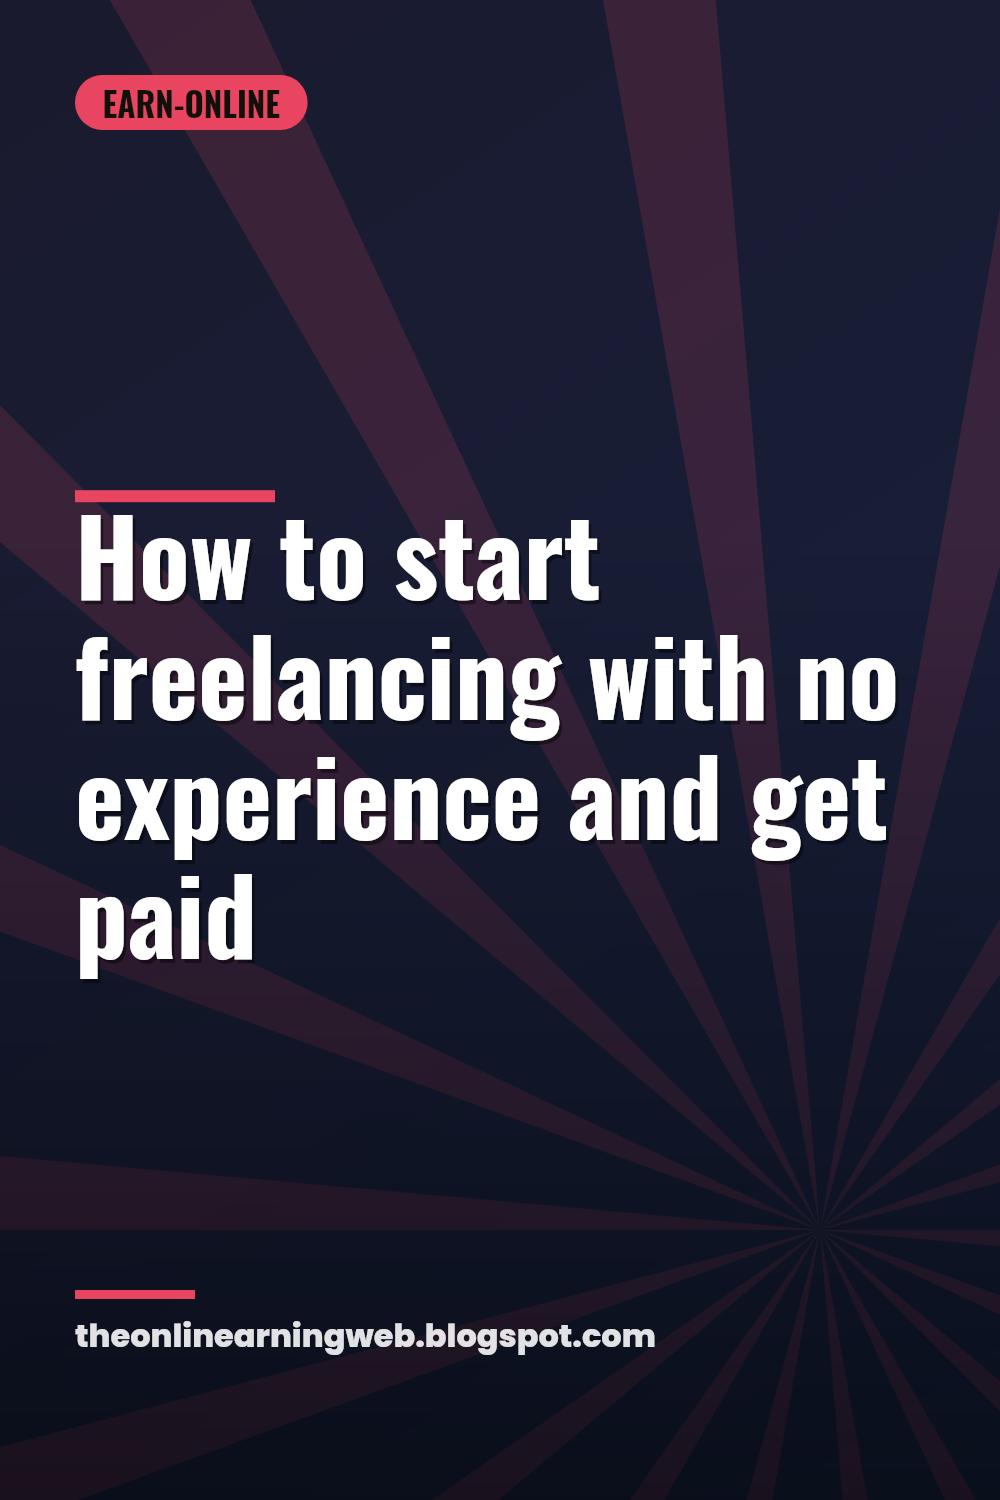 EARN-ONLINE
How to start
freelancing with no
experience and get
paid
theonlinearningweb.blogspot.com